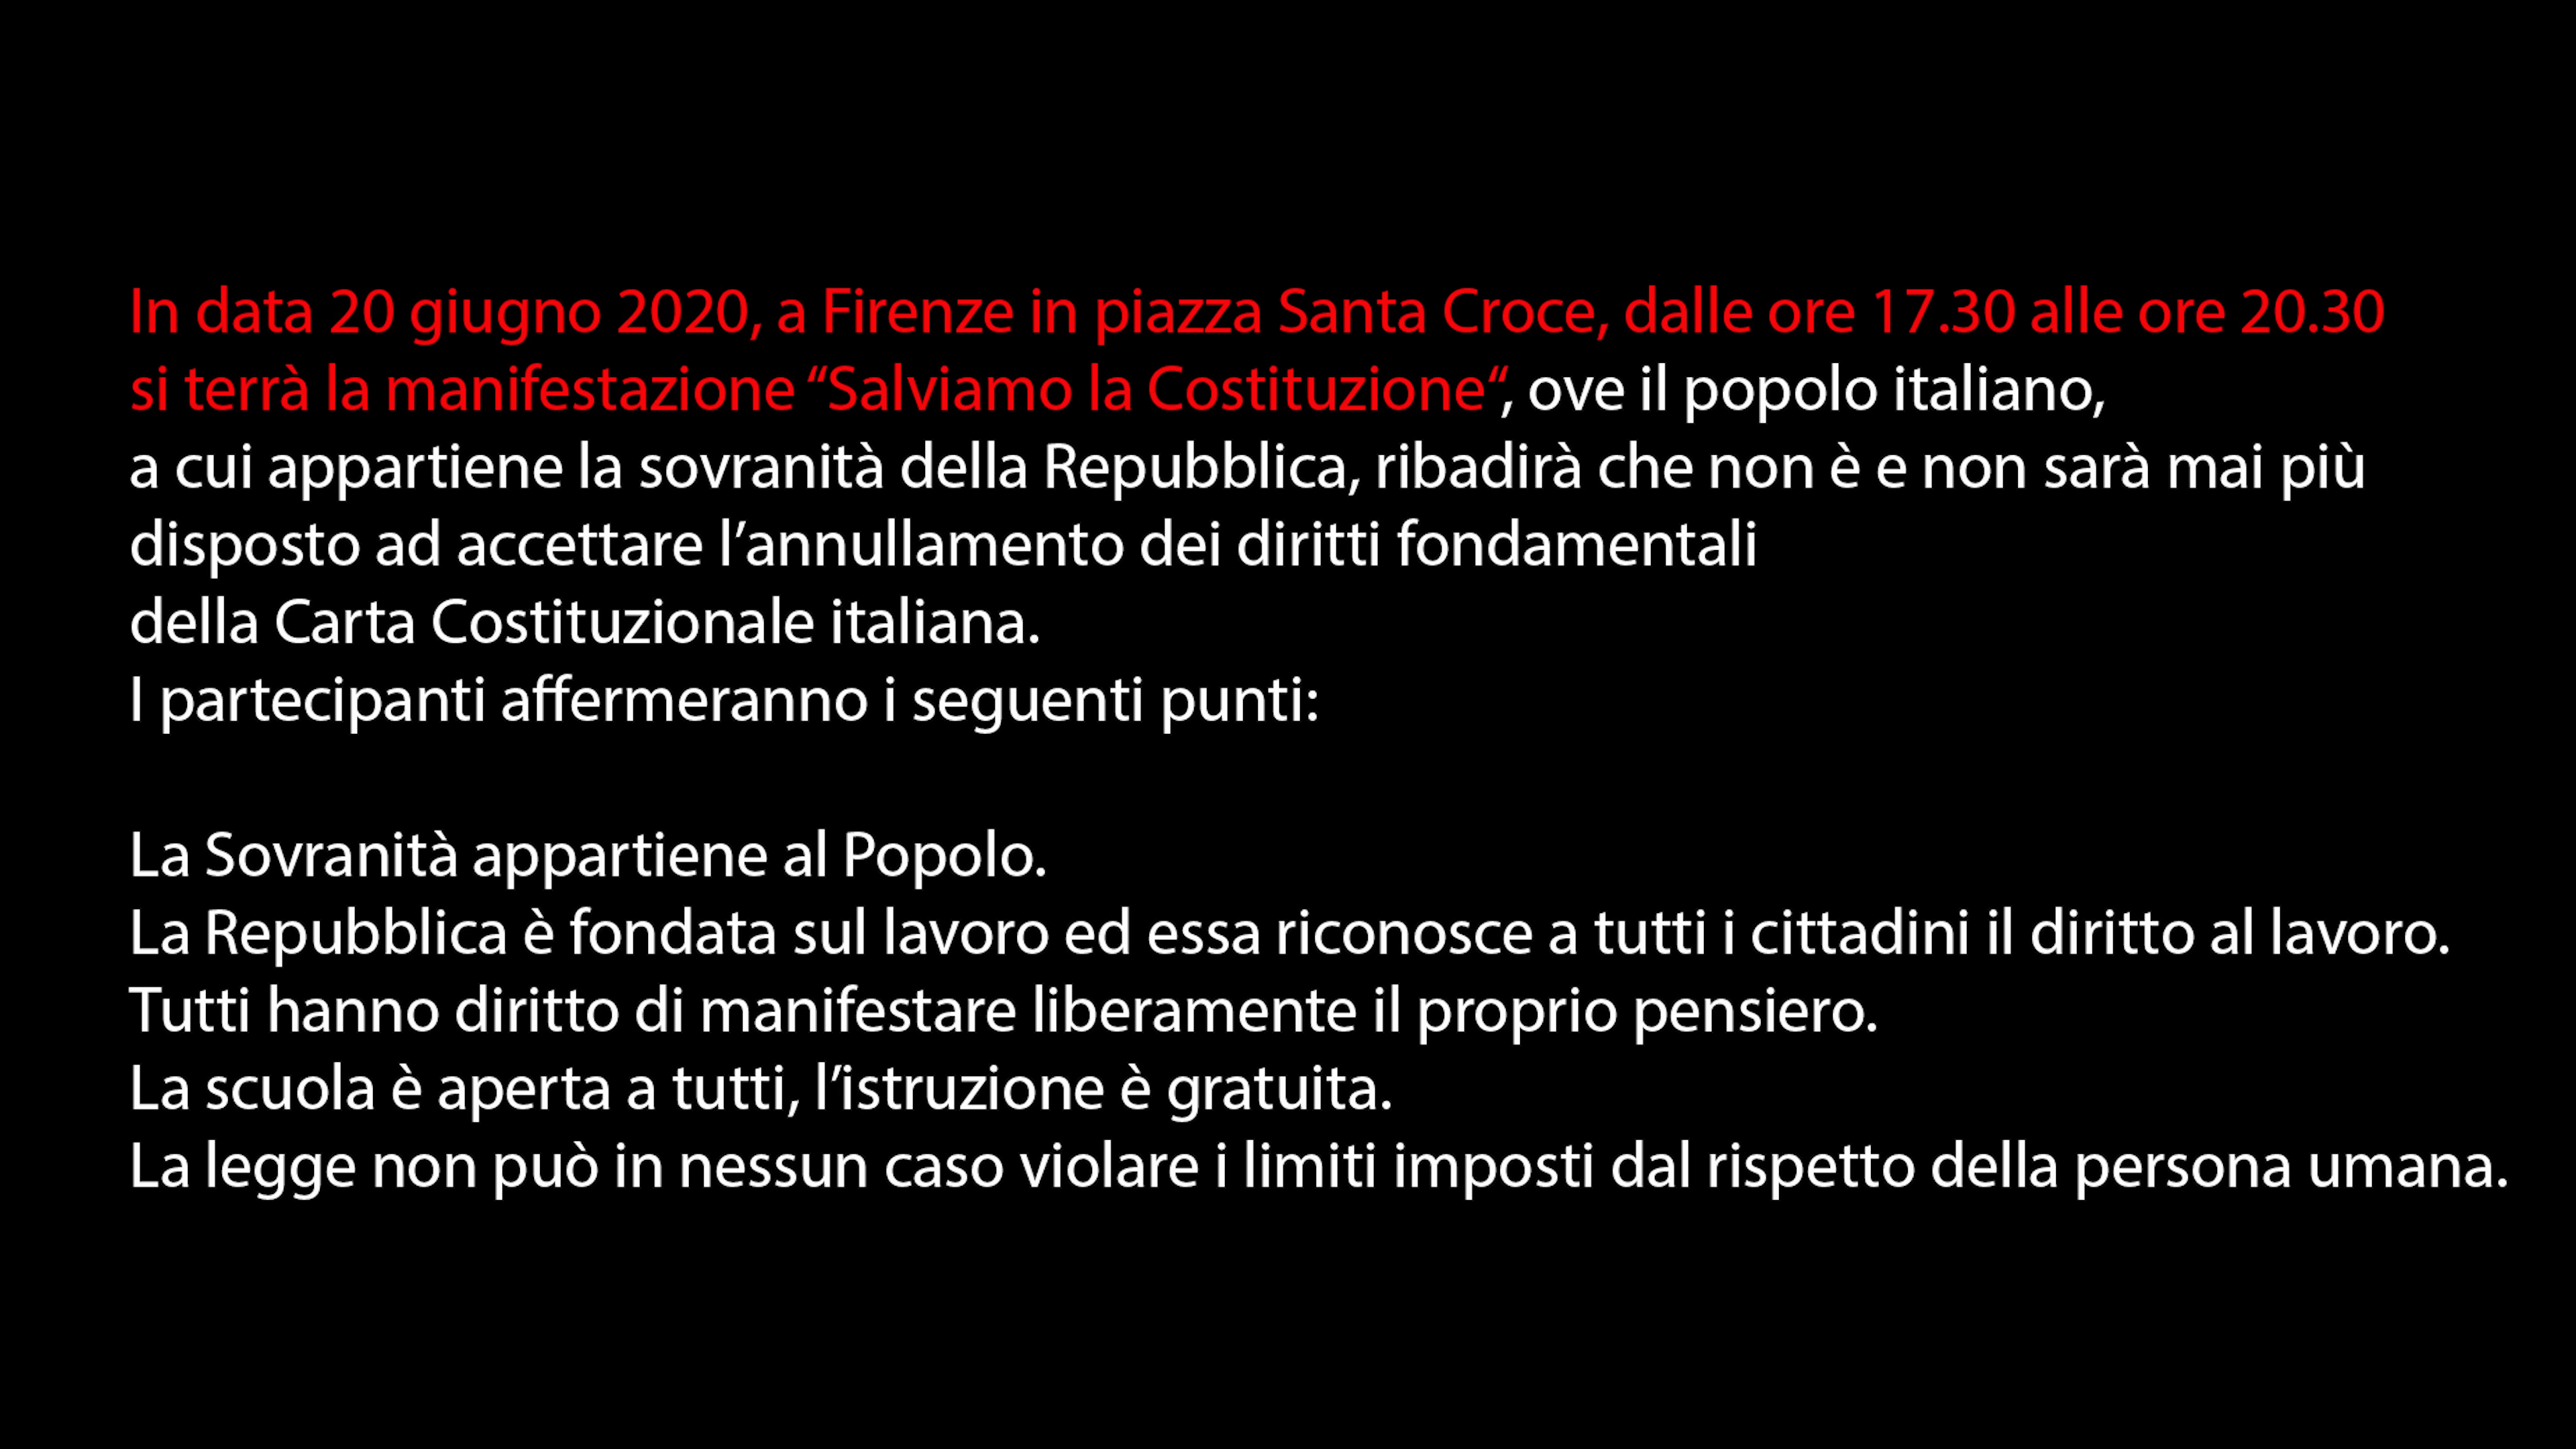 In data 20 giugno 2020, a Firenze in piazza Santa Croce, dalle ore 17.30 alle ore 20.30
si terrà la manifestazione “Salviamo la Costituzione“, ove il popolo italiano,
a cui appartiene la sovranità della Repubblica, ribadirà che non è e non sarà mai più
disposto ad accettare l’annullamento dei diritti fondamentali
della Carta Costituzionale italiana.
I partecipanti affermeranno i seguenti punti:
La Sovranità appartiene al Popolo.
La Repubblica è fondata sul lavoro ed essa riconosce a tutti i cittadini il diritto al lavoro.
Tutti hanno diritto di manifestare liberamente il proprio pensiero.
La scuola è aperta a tutti, l’istruzione è gratuita.
La legge non può in nessun caso violare i limiti imposti dal rispetto della persona umana.